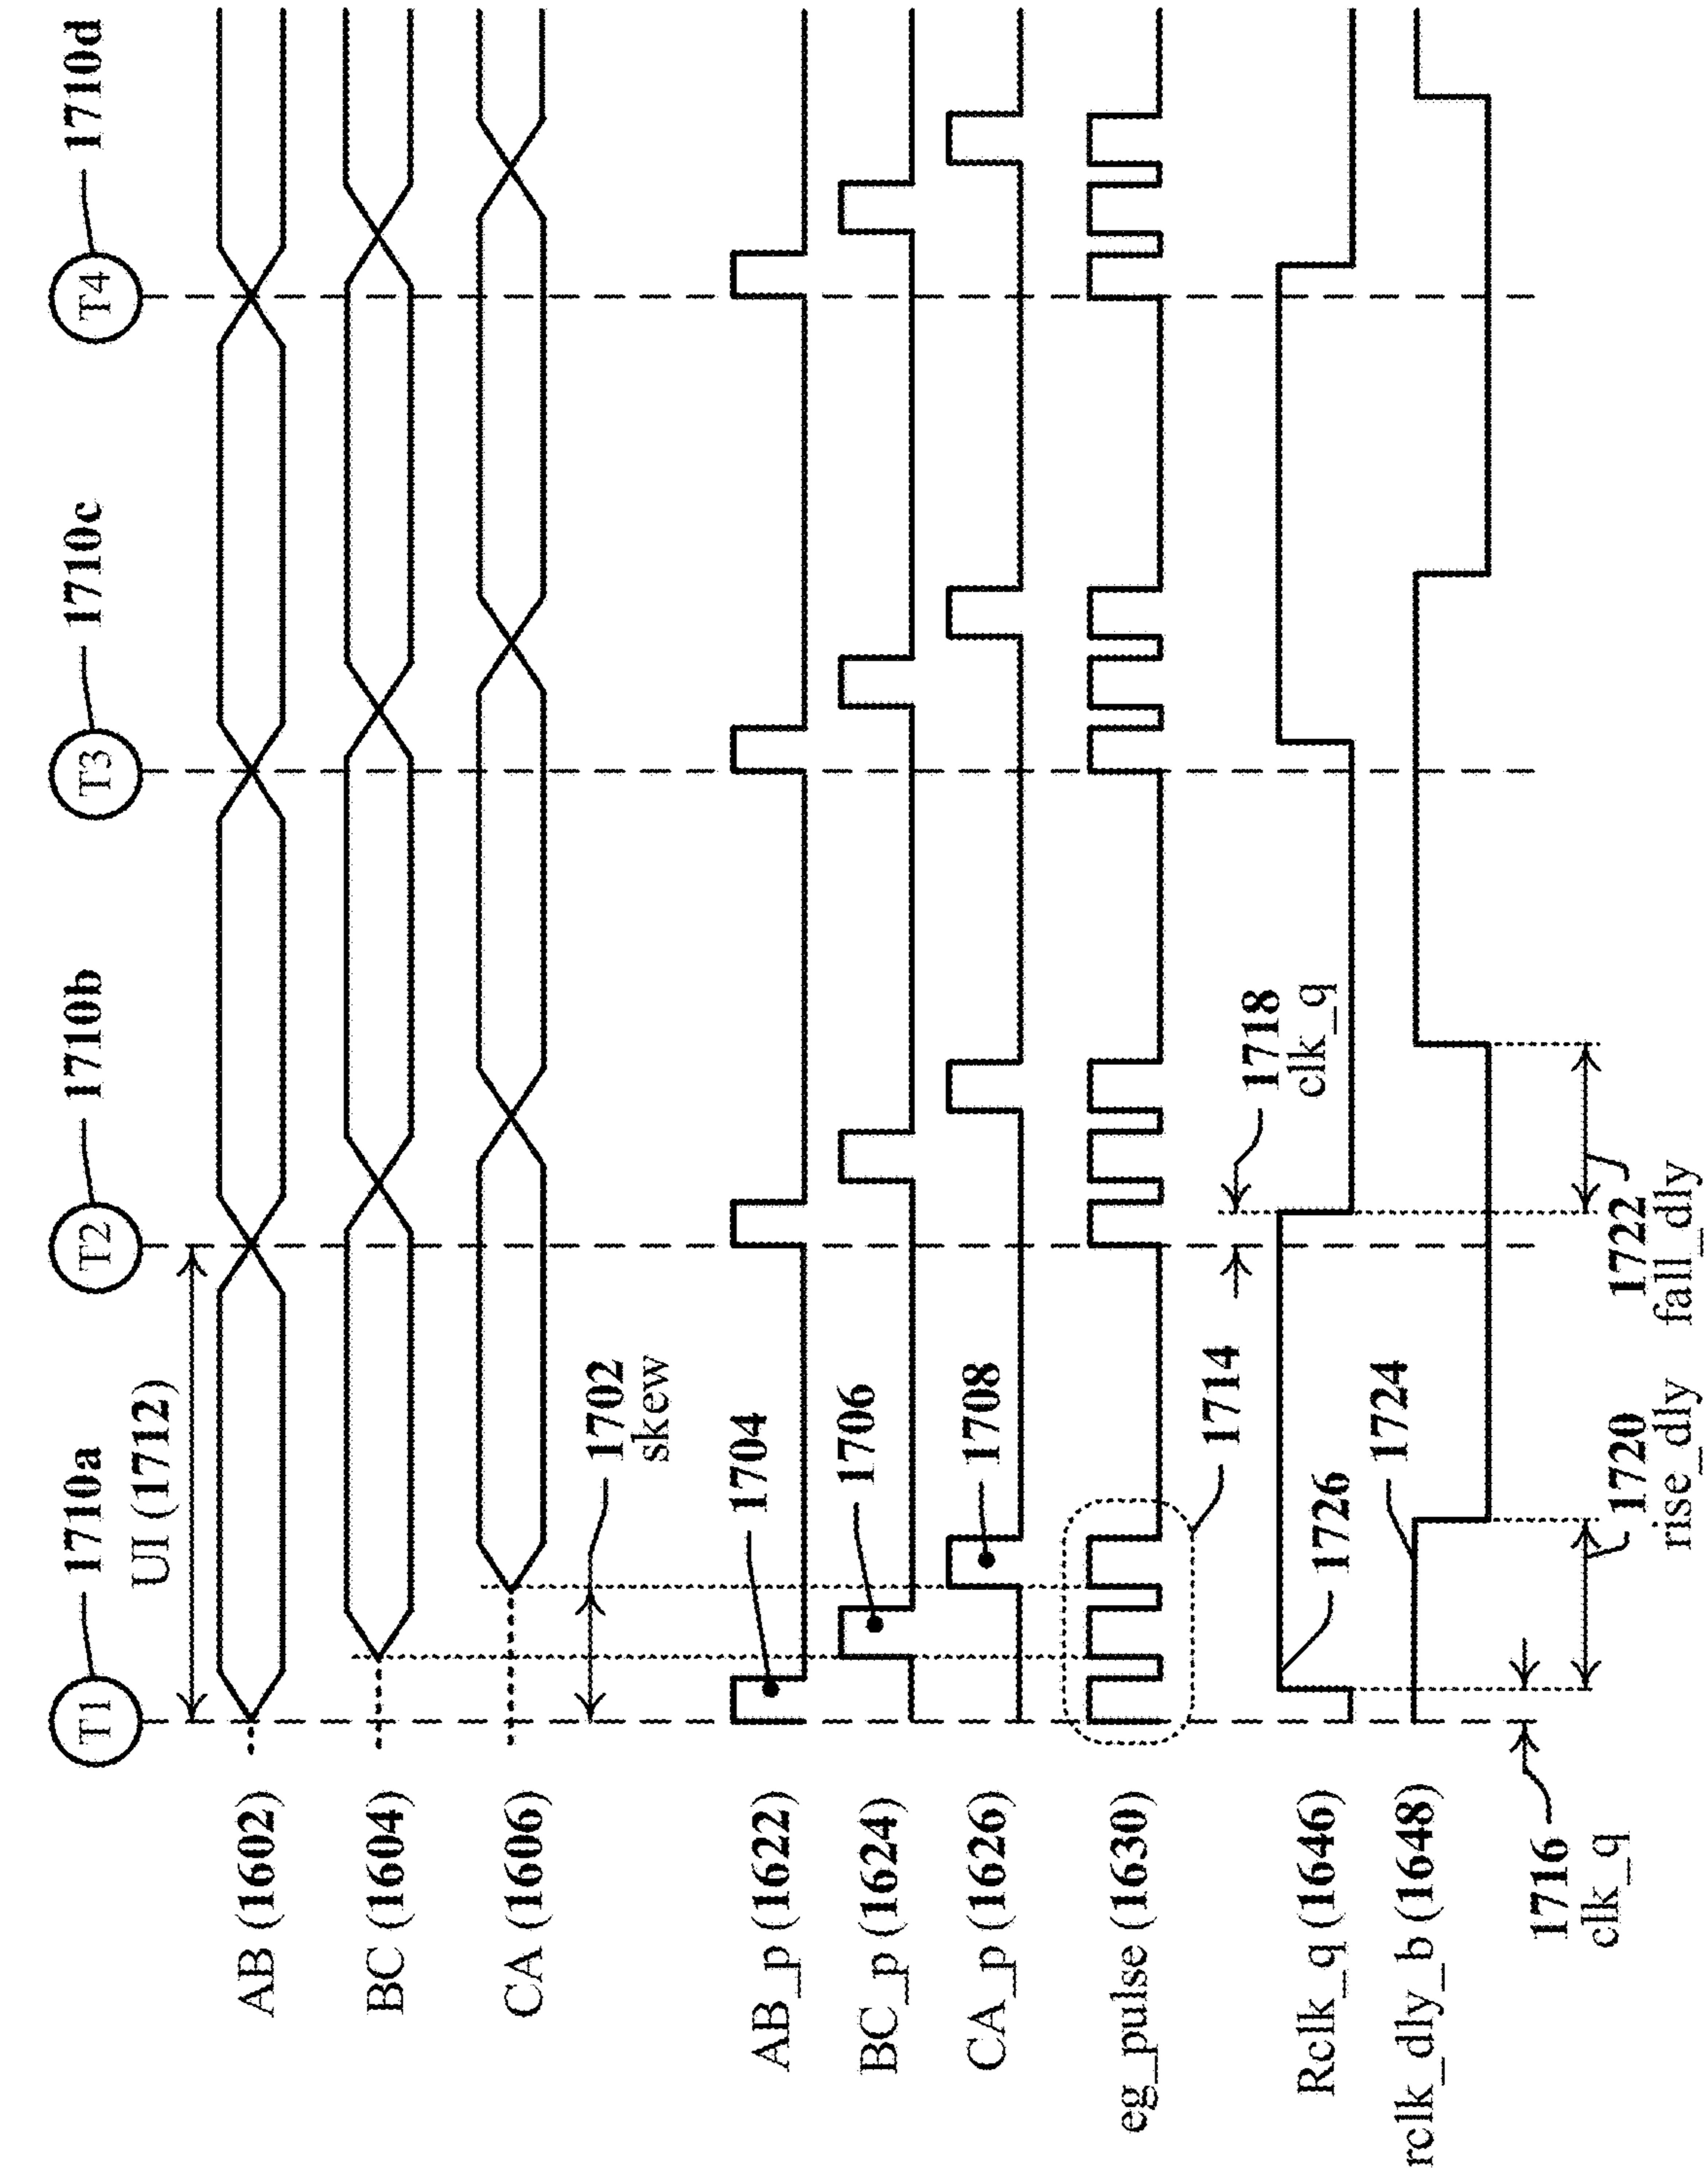 T1
1710a
T2
1710b
T3
1710c
T4
1710d
UI (1712)
AB (1602)
BC (1604)
CA (1606)
1702
skew
AB_p (1622)
1704
BC_p (1624)
1706
CA_p (1626)
1708
eg_pulse (1630)
1714
1718
clk_q
Rclk_q (1646)
1726
rclk_dly_b (1648)
1724
1716
clk_q
1720
rise_dly
1722
fall_dly